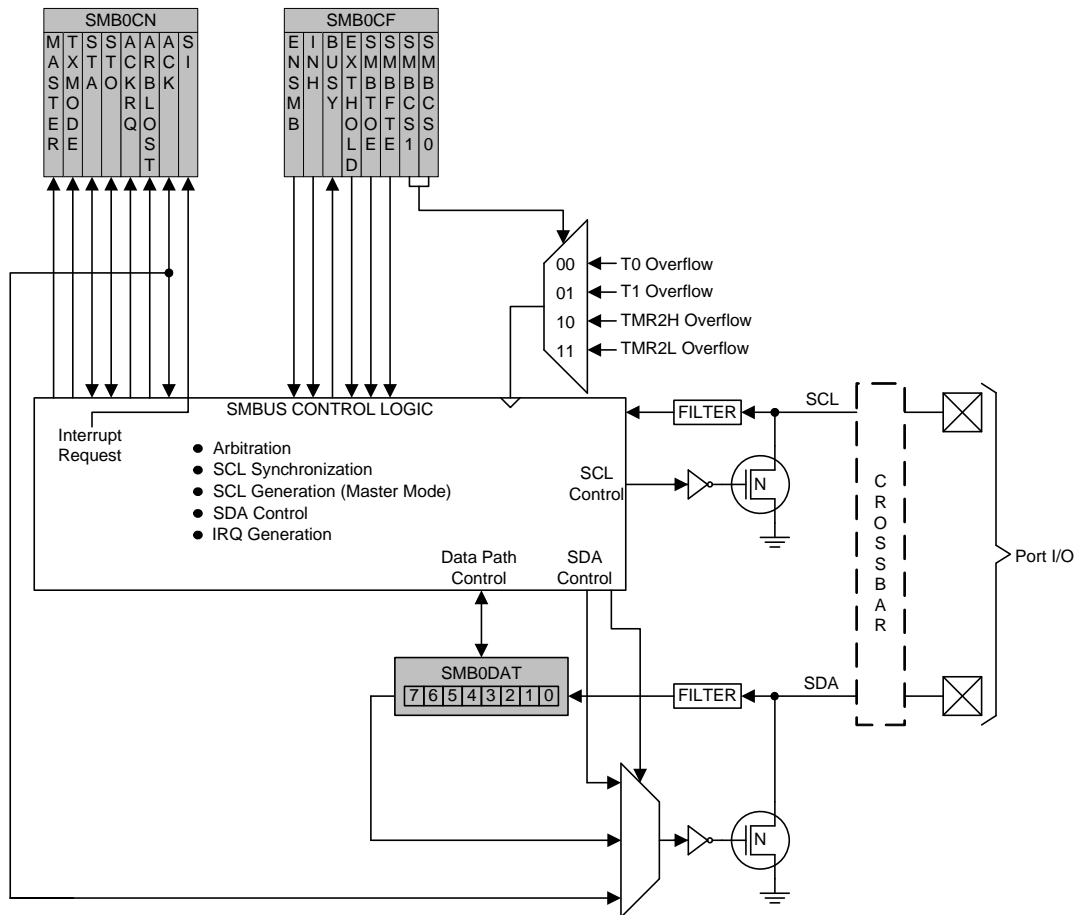 SMB0CN
MASTER
TXMODE
STA
STO
ACKRQ
ARBLOST
ACK
SI
SMB0CF
ENSMB
INH
BUSY
EXTHOLD
SMBTOE
SMBFTE
SMBCS1
SMBCS0
00
T0 Overflow
01
T1 Overflow
10
TMR2H Overflow
11
TMR2L Overflow
SMBUS CONTROL LOGIC
Interrupt
Request
● Arbitration
● SCL Synchronization
● SCL Generation (Master Mode)
● SDA Control
● IRQ Generation
SCL
Control
Data Path
Control
SDA
Control
FILTER
SCL
N
CROSSBAR
Port I/O
SMB0DAT
7 6 5 4 3 2 1 0
FILTER
SDA
N